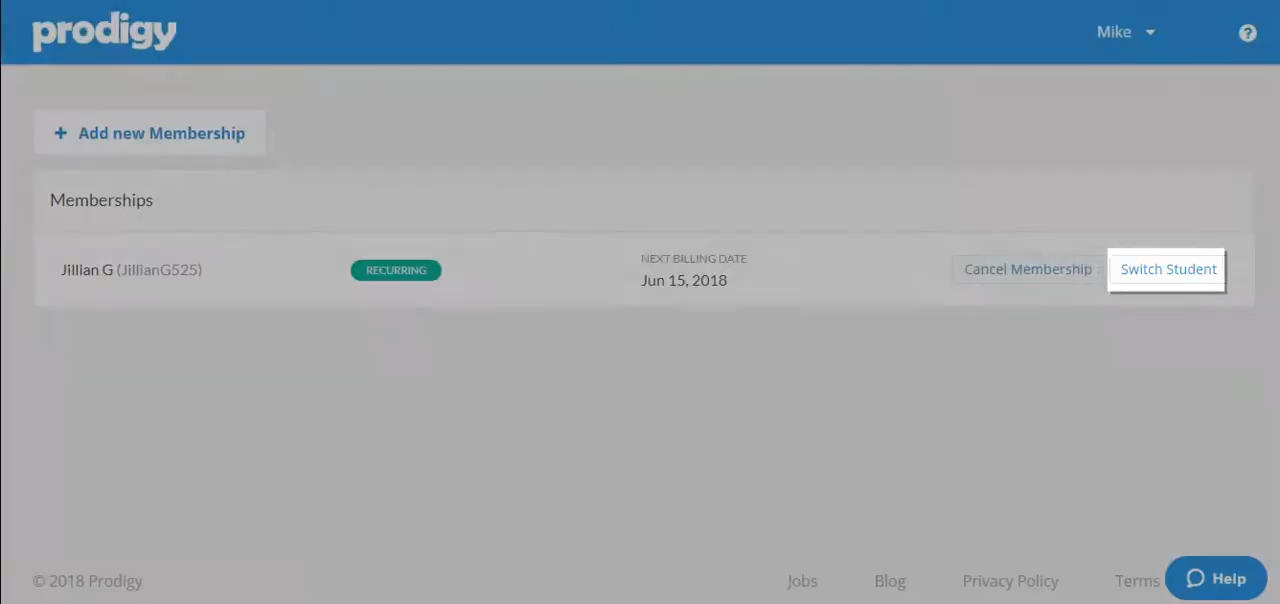 prodigy
Mike
?
+ Add new Membership
Memberships
Jillian G (JillianG525)
RECURRING
NEXT BILLING DATE
Jun 15, 2018
Cancel Membership
Switch Student
© 2018 Prodigy
Jobs
Blog
Privacy Policy
Terms
Help